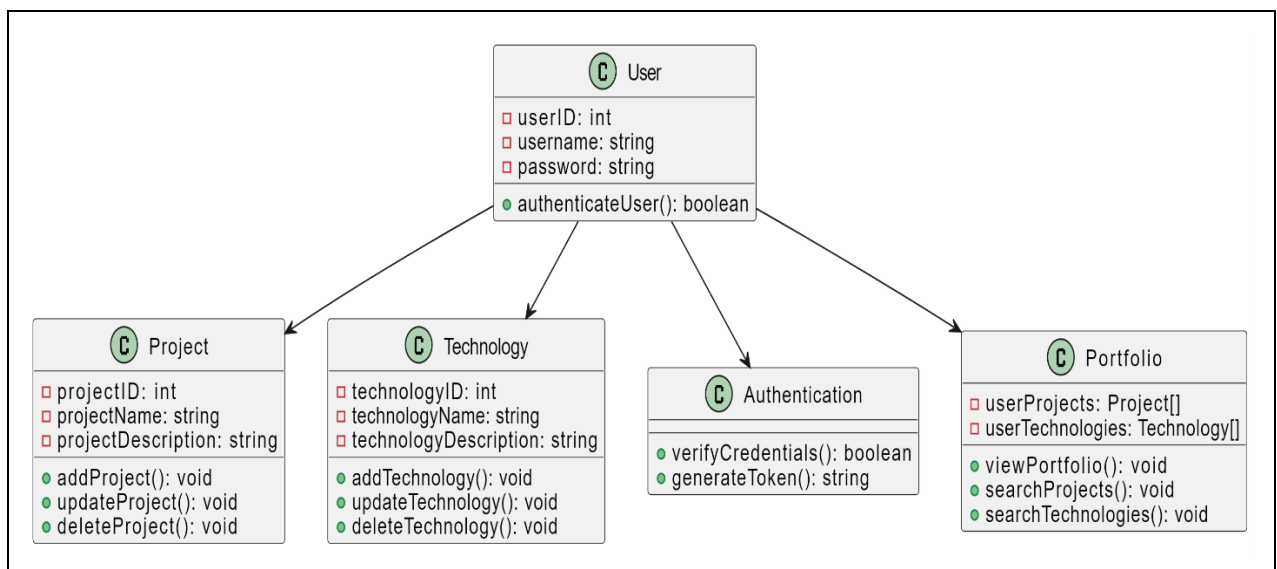 C User
userID: int
username: string
password: string
authenticateUser(): boolean
C Project
projectID: int
projectName: string
projectDescription: string
addProject(): void
updateProject(): void
deleteProject(): void
C Technology
technologyID: int
technologyName: string
technologyDescription: string
addTechnology(): void
updateTechnology(): void
deleteTechnology(): void
C Authentication
verifyCredentials(): boolean
generateToken(): string
C Portfolio
userProjects: Project[]
userTechnologies: Technology[]
viewPortfolio(): void
searchProjects(): void
searchTechnologies(): void